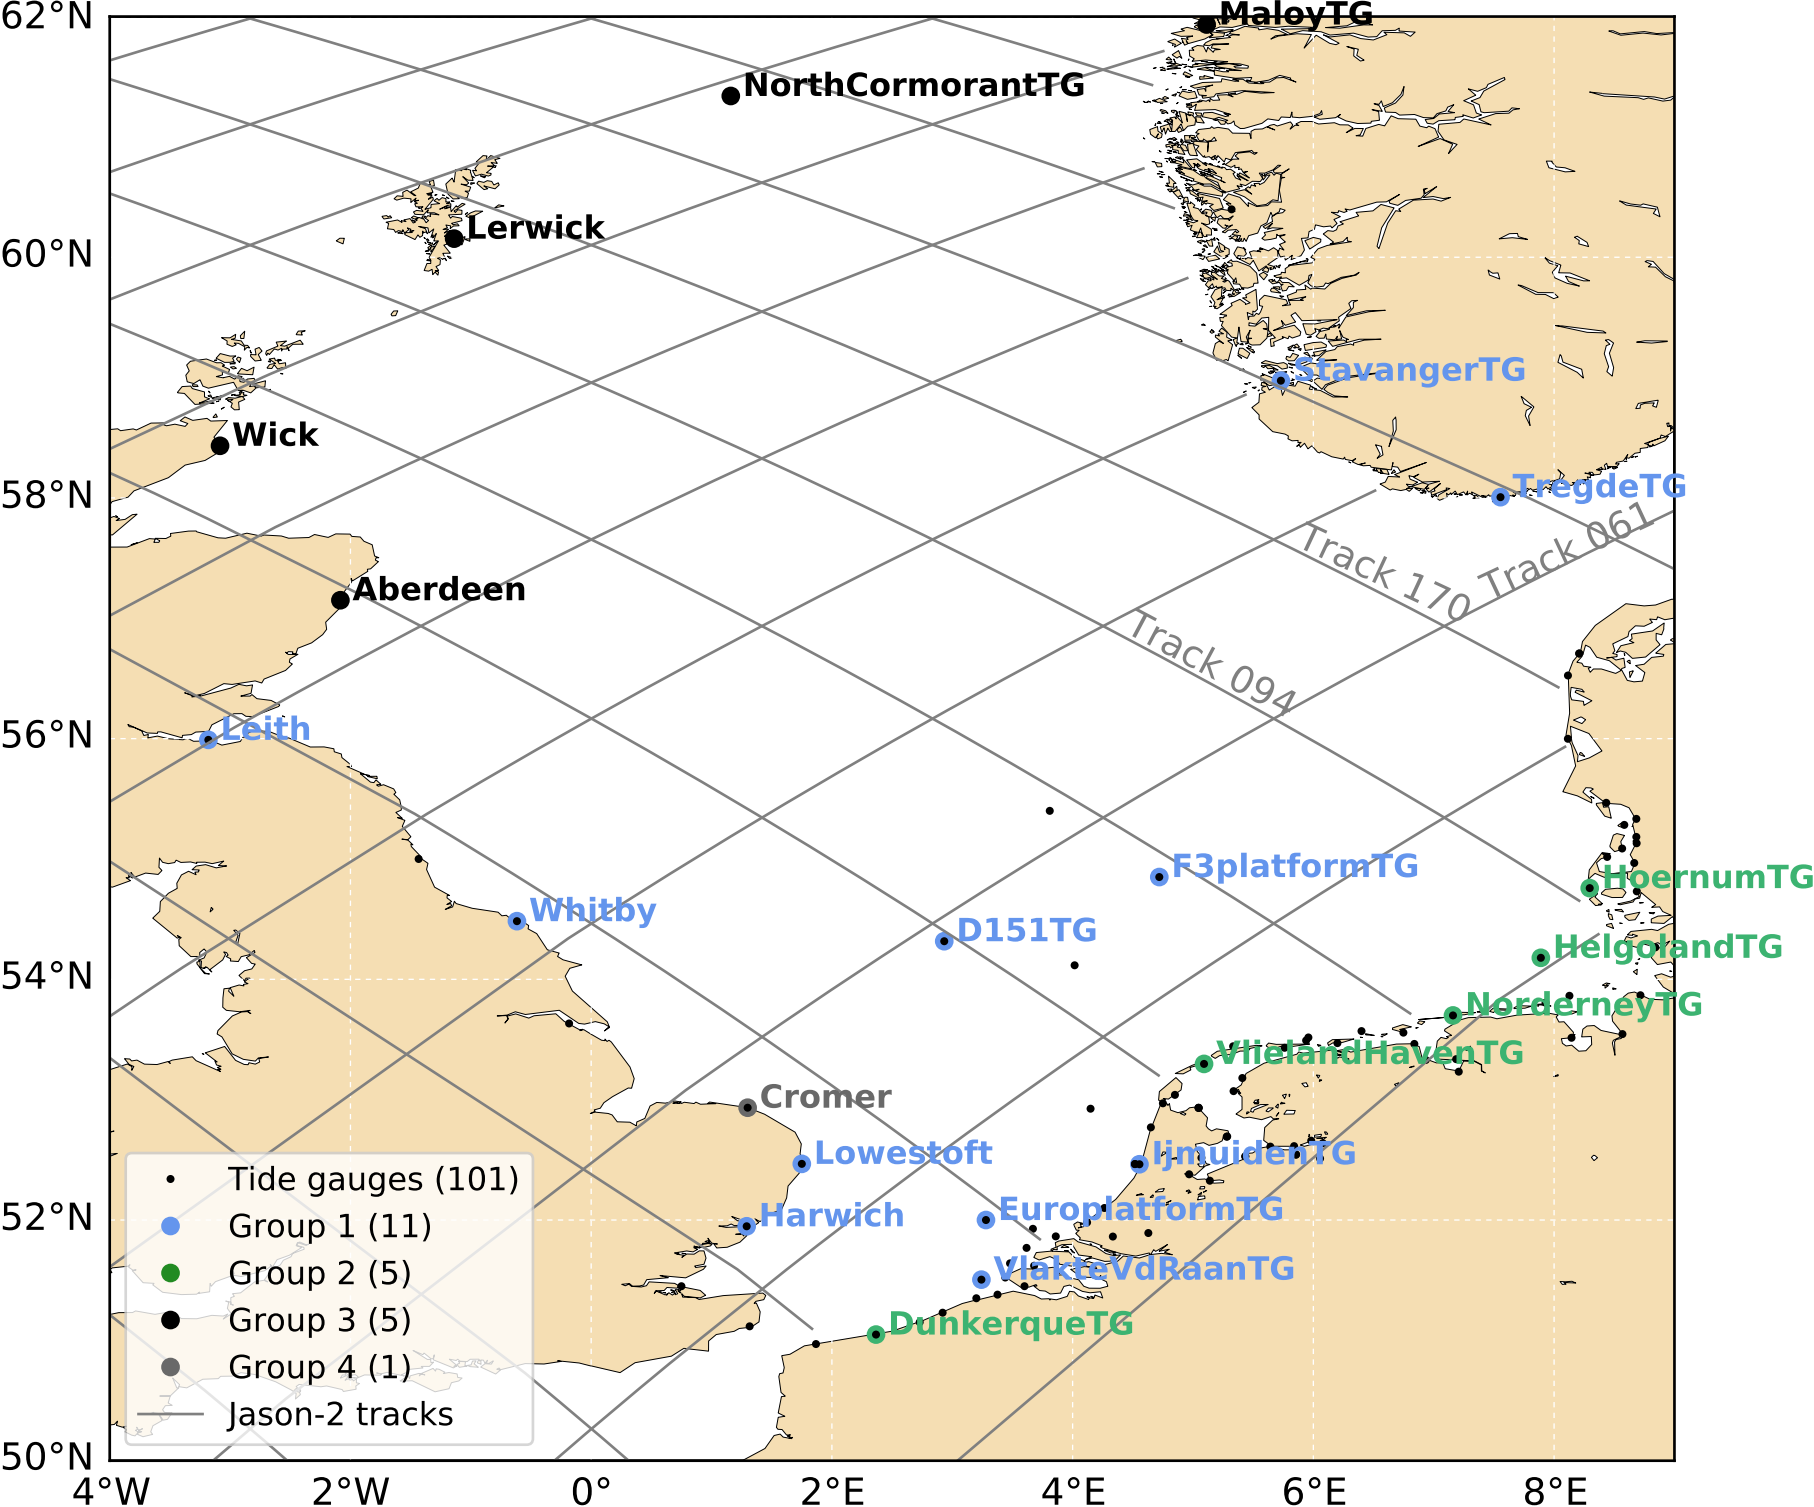 62°N
MaloyTG
NorthCormorantTG
Lerwick
60°N
StavangerTG
Wick
58°N
TregdeTG
Track 061
Track 170
Aberdeen
Track 094
56°N
Leith
F3platformTG
HoernumTG
Whitby
D151TG
HelgolandTG
54°N
NorderneyTG
VlielandHavenTG
Cromer
Lowestoft
IjmuidenTG
Harwich
EuroplatformTG
52°N
VlakteVdRaanTG
DunkerqueTG
Tide gauges (101)
Group 1 (11)
Group 2 (5)
Group 3 (5)
Group 4 (1)
Jason-2 tracks
50°N
4°W 2°W 0° 2°E 4°E 6°E 8°E